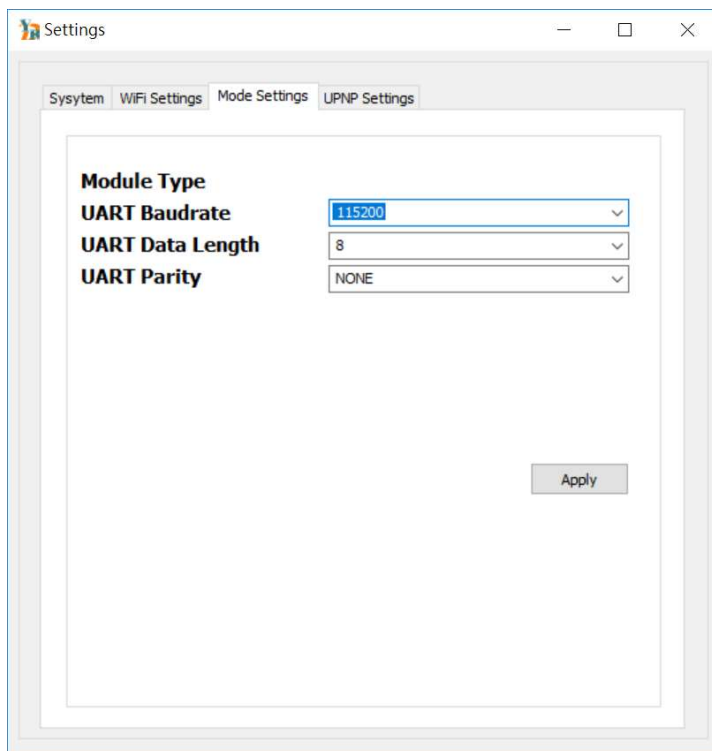 Settings
Sysytem WiFi Settings Mode Settings UPNP Settings
Module Type
UART Baudrate 115200
UART Data Length 8
UART Parity NONE
Apply